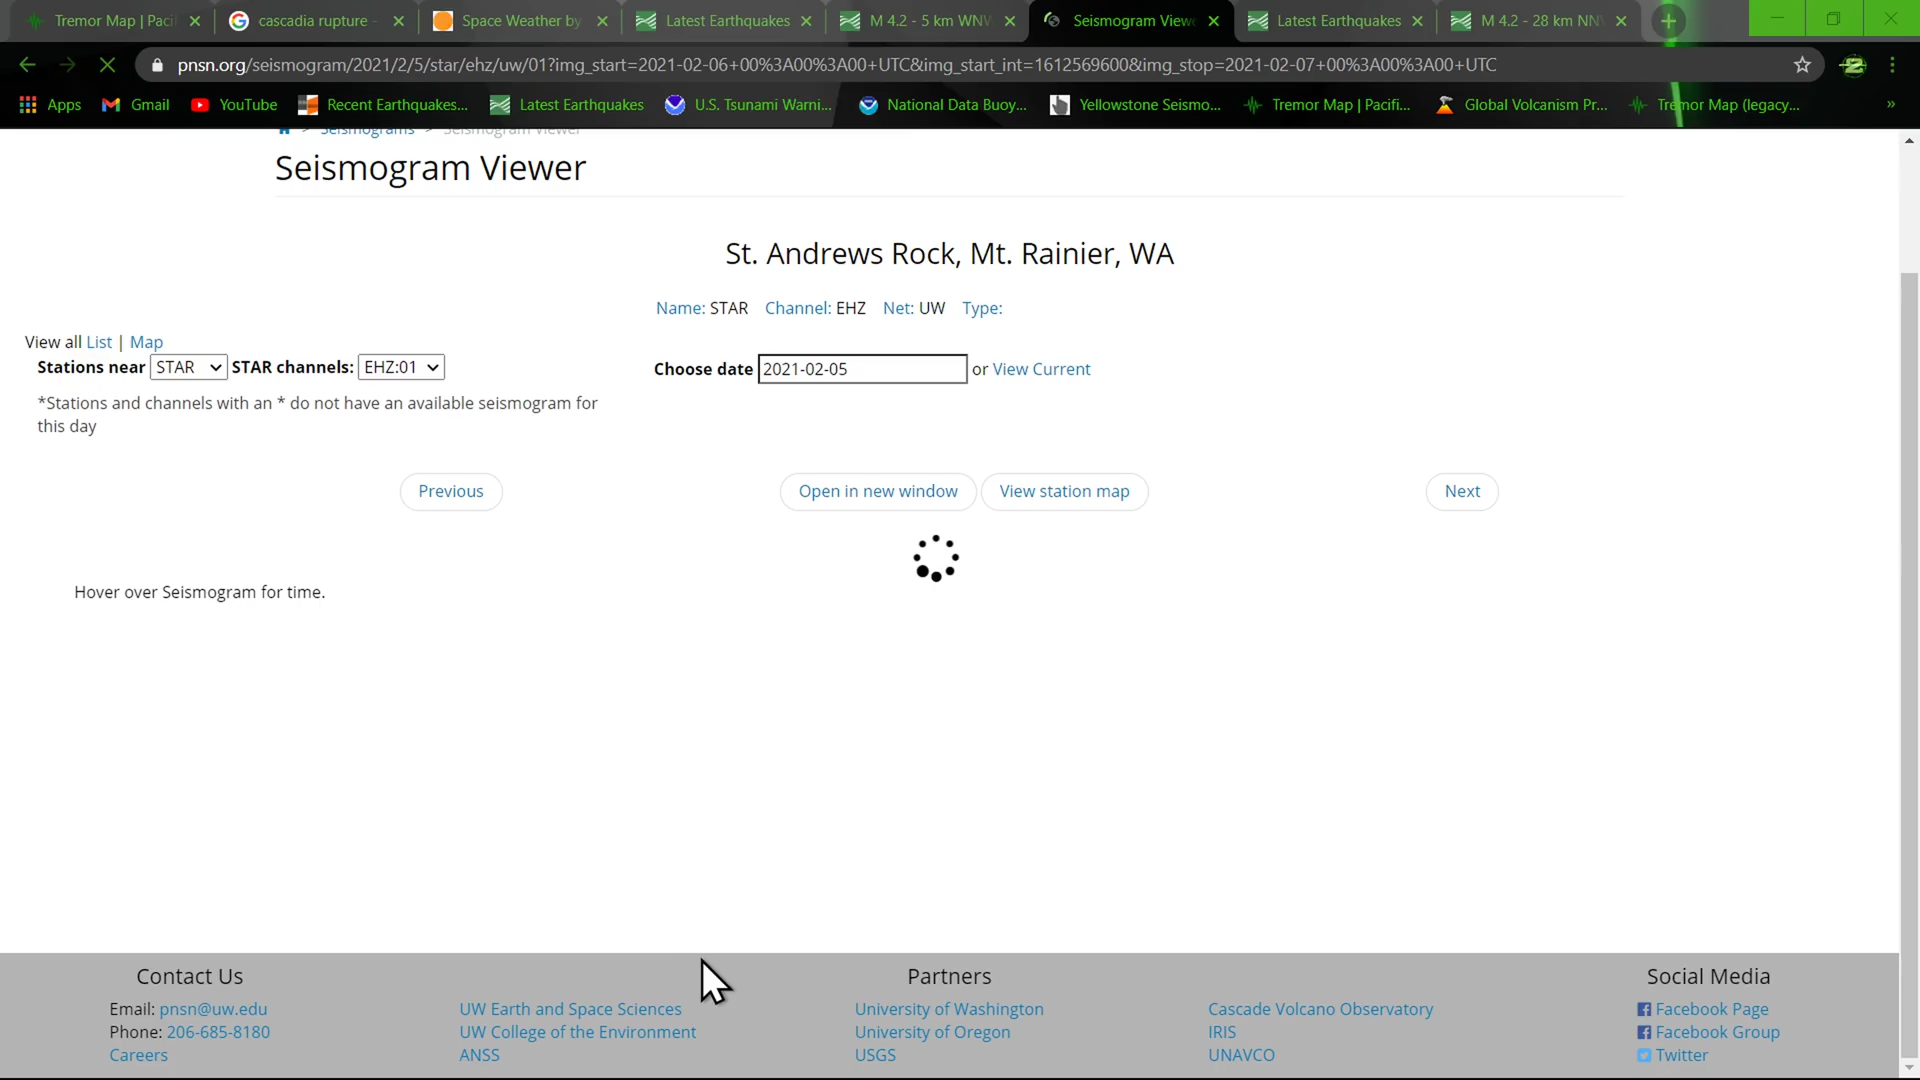 Tremor Map | Paci
cascadia rupture -
Space Weather by
Latest Earthquakes
M 4.2 - 5 km WNW
Seismogram View
Latest Earthquakes
M 4.2 - 28 km NN
pnsn.org/seismogram/2021/2/5/star/ehz/uw/01?img_start=2021-02-06+00%3A00%3A00+UTC&img_start_int=1612569600&img_stop=2021-02-07+00%3A00%3A00+UTC
Apps
Gmail
YouTube
Recent Earthquakes...
Latest Earthquakes
U.S. Tsunami Warni...
National Data Buoy...
Yellowstone Seismo...
Tremor Map | Pacifi...
Global Volcanism Pr...
Tremor Map (legacy...
»
> Seismograms > Seismogram Viewer
Seismogram Viewer
St. Andrews Rock, Mt. Rainier, WA
Name: STAR Channel: EHZ Net: UW Type:
View all List | Map
Stations near STAR STAR channels: EHZ:01
Choose date 2021-02-05 or View Current
*Stations and channels with an * do not have an available seismogram for
this day
Previous
Open in new window
View station map
Next
Hover over Seismogram for time.
Contact Us
Email: pnsn@uw.edu
Phone: 206-685-8180
Careers
UW Earth and Space Sciences
UW College of the Environment
ANSS
Partners
University of Washington
University of Oregon
USGS
Cascade Volcano Observatory
IRIS
UNAVCO
Social Media
Facebook Page
Facebook Group
Twitter